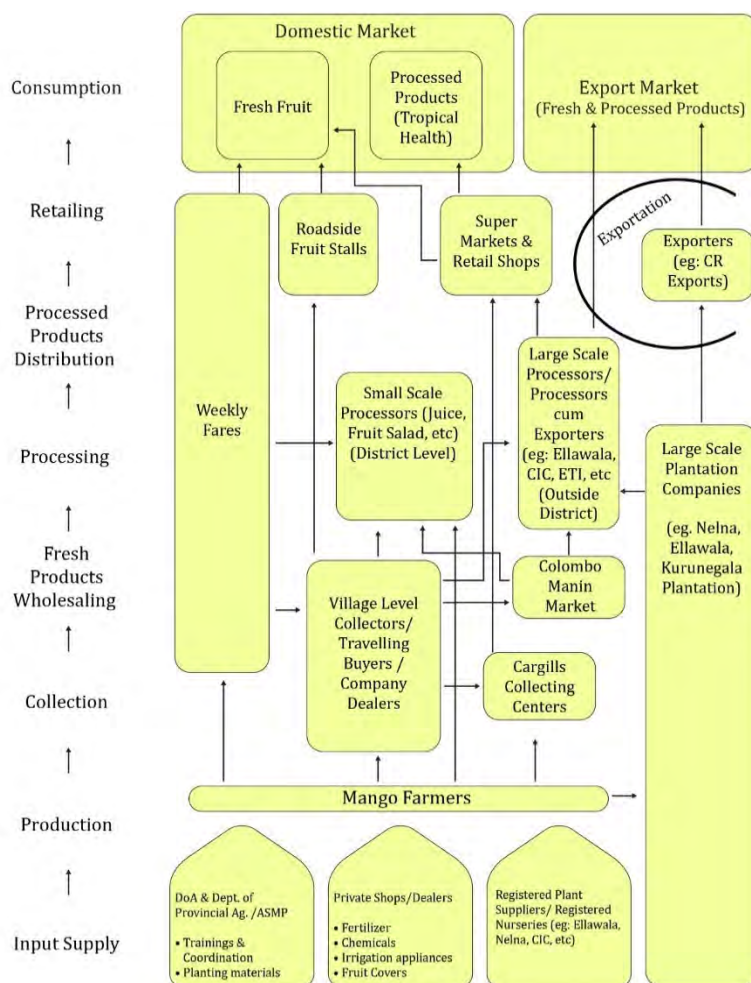 Domestic Market
Fresh Fruit
Processed
Products
(Tropical
Health)
Export Market
(Fresh & Processed Products)
Consumption
Retailing
Processed
Products
Distribution
Processing
Fresh
Products
Wholesaling
Collection
Production
Input Supply
Weekly
Fares
Roadside
Fruit Stalls
Super
Markets &
Retail Shops
Exportation
Exporters
(eg: CR
Exports)
Small Scale
Processors (Juice,
Fruit Salad, etc)
(District Level)
Large Scale
Processors/
Processors
cum
Exporters
(eg: Ellawala,
CIC, ETI, etc
(Outside
District)
Large Scale
Plantation
Companies
(eg. Nelna,
Ellawala,
Kurunegala
Plantation)
Village Level
Collectors/
Travelling
Buyers /
Company
Dealers
Colombo
Manin
Market
Cargills
Collecting
Centers
Mango Farmers
DoA & Dept. of
Provincial Ag. /ASMP
• Trainings &
Coordination
• Planting materials
Private Shops/Dealers
• Fertilizer
• Chemicals
• Irrigation appliances
• Fruit Covers
Registered Plant
Suppliers/ Registered
Nurseries (eg: Ellawala,
Nelna, CIC, etc)